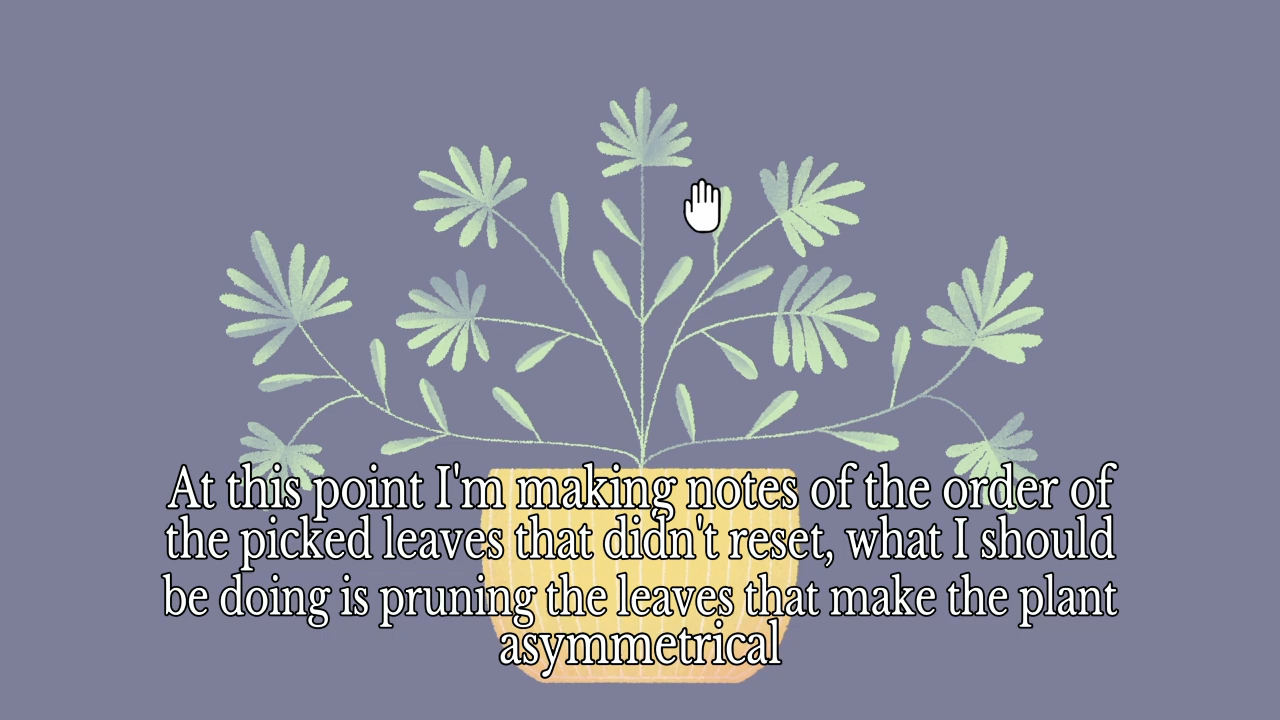 At this point I'm making notes of the order of
the picked leaves that didn't reset, what I should
be doing is pruning the leaves that make the plant
asymmetrical